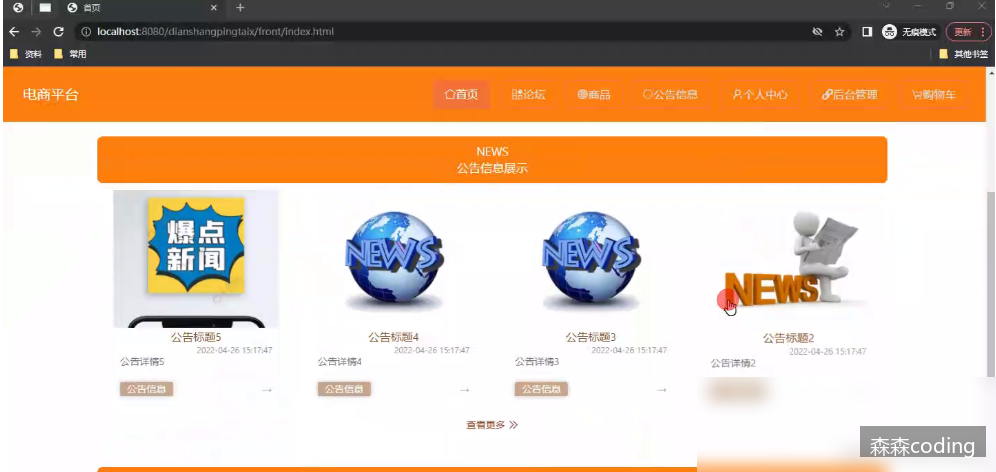 首页
localhost:8080/dianshangpingtaix/front/index.html
无痕模式
更新
资料
常用
其他书签
电商平台
首页
论坛
商品
公告信息
个人中心
后台管理
购物车
NEWS
公告信息展示
爆点
新闻
NEWS
NEWS
NEWS
公告标题5
公告标题4
公告标题3
公告标题2
2022-04-26 15:17:47
2022-04-26 15:17:47
2022-04-26 15:17:47
2022-04-26 15:17:47
公告详情5
公告详情4
公告详情3
公告详情2
公告信息
公告信息
公告信息
查看更多
森森coding